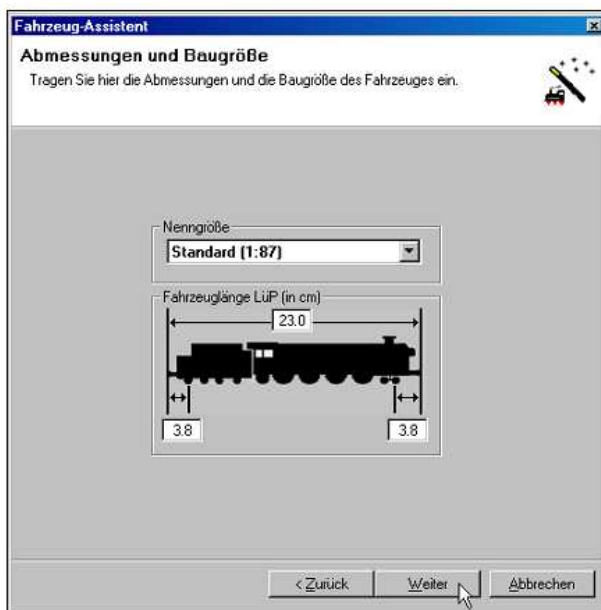 Fahrzeug-Assistent
Abmessungen und Baugröße
Tragen Sie hier die Abmessungen und die Baugröße des Fahrzeuges ein.
Nenngröße
Standard (1:87)
Fahrzeuglänge LüP (in cm)
23.0
3.8 3.8
< Zurück Weiter Abbrechen